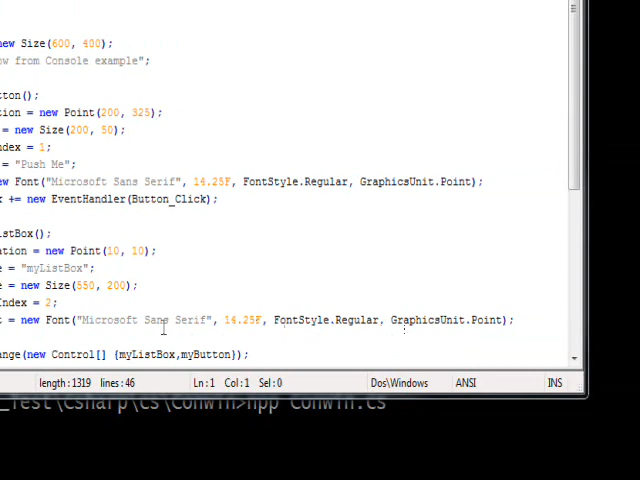 new Size(600, 400);
ow from Console example";
tton();
tion = new Point(200, 325);
= new Size(200, 50);
ndex = 1;
= "Push Me";
ew Font("Microsoft Sans Serif", 14.25F, FontStyle.Regular, GraphicsUnit.Point);
k += new EventHandler(Button_Click);
istBox();
ation = new Point(10, 10);
e = "myListBox";
e = new Size(550, 200);
Index = 2;
t = new Font("Microsoft Sans Serif", 14.25F, FontStyle.Regular, GraphicsUnit.Point);
ange(new Control[] {myListBox,myButton});
length:1319 lines:46 Ln:1 Col:1 Sel:0 Dos\Windows ANSI INS
_Test\Csharp\cs\Conwin>npp Conwin.cs